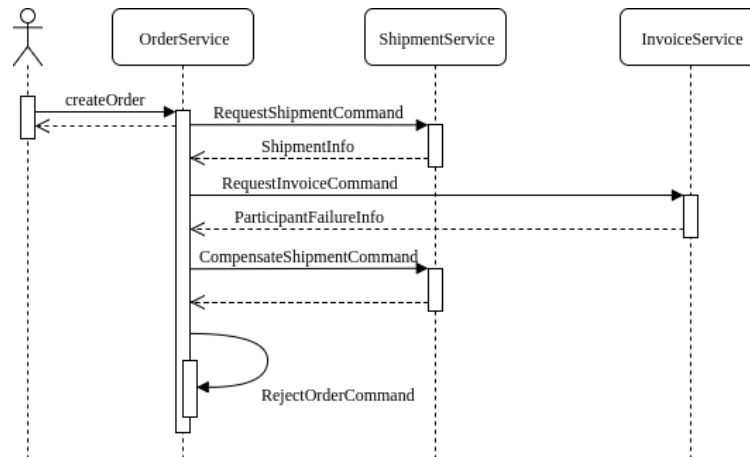 OrderService
ShipmentService
InvoiceService
createOrder
RequestShipmentCommand
ShipmentInfo
RequestInvoiceCommand
ParticipantFailureInfo
CompensateShipmentCommand
RejectOrderCommand